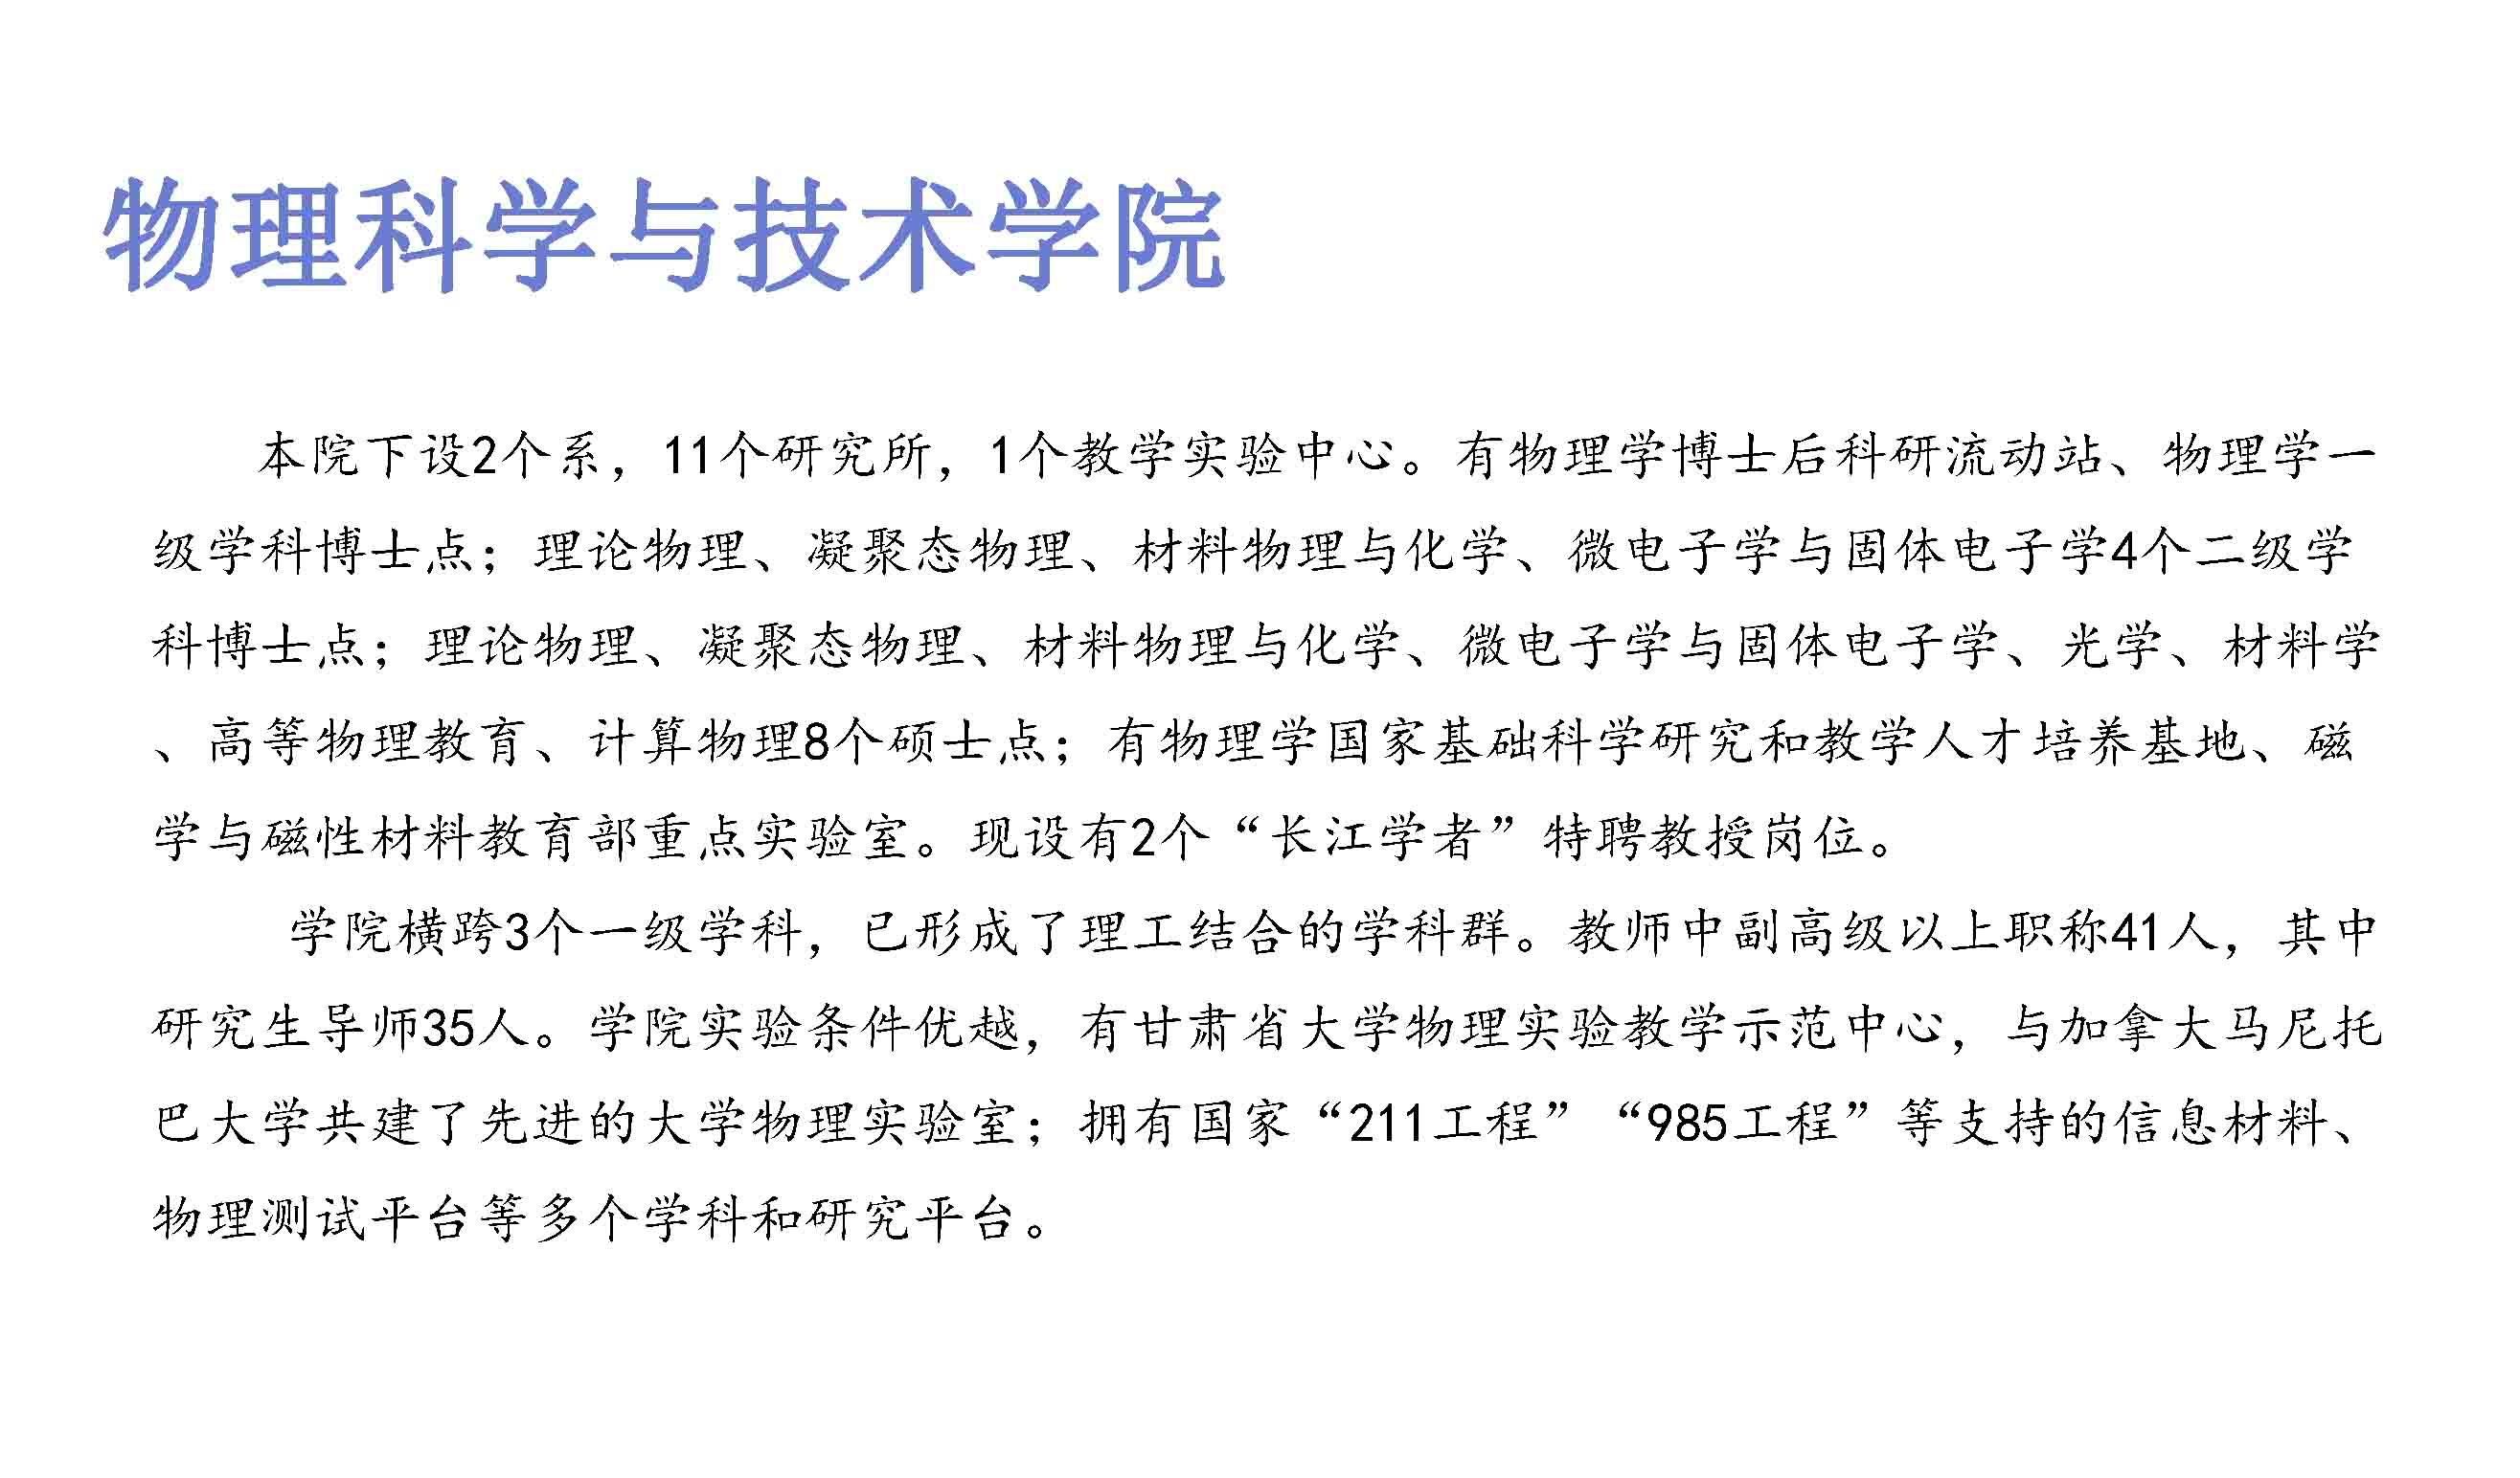 物理科学与技术学院
本院下设2个系，11个研究所，1个教学实验中心。有物理学博士后科研流动站、物理学一
级学科博士点；理论物理、凝聚态物理、材料物理与化学、微电子学与固体电子学4个二级学
科博士点；理论物理、凝聚态物理、材料物理与化学、微电子学与固体电子学、光学、材料学
、高等物理教育、计算物理8个硕士点；有物理学国家基础科学研究和教学人才培养基地、磁
学与磁性材料教育部重点实验室。现设有2个“长江学者”特聘教授岗位。
学院横跨3个一级学科，已形成了理工结合的学科群。教师中副高级以上职称41人，其中
研究生导师35人。学院实验条件优越，有甘肃省大学物理实验教学示范中心，与加拿大马尼托
巴大学共建了先进的大学物理实验室；拥有国家“211工程”“985工程”等支持的信息材料、
物理测试平台等多个学科和研究平台。